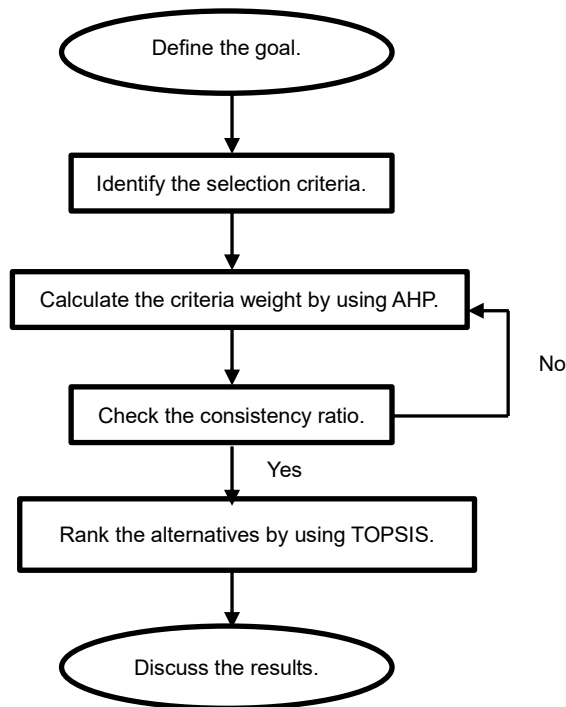 Define the goal.
Identify the selection criteria.
Calculate the criteria weight by using AHP.
No
Check the consistency ratio.
Yes
Rank the alternatives by using TOPSIS.
Discuss the results.